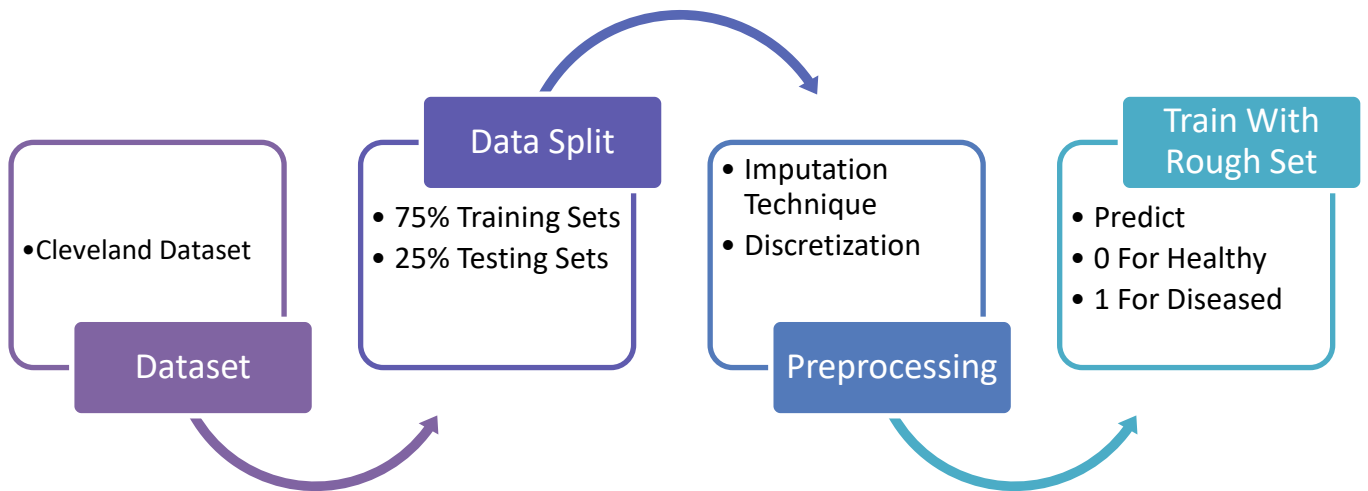 •Cleveland Dataset
Dataset
Data Split
• 75% Training Sets
• 25% Testing Sets
• Imputation
Technique
• Discretization
Preprocessing
Train With
Rough Set
• Predict
• 0 For Healthy
• 1 For Diseased